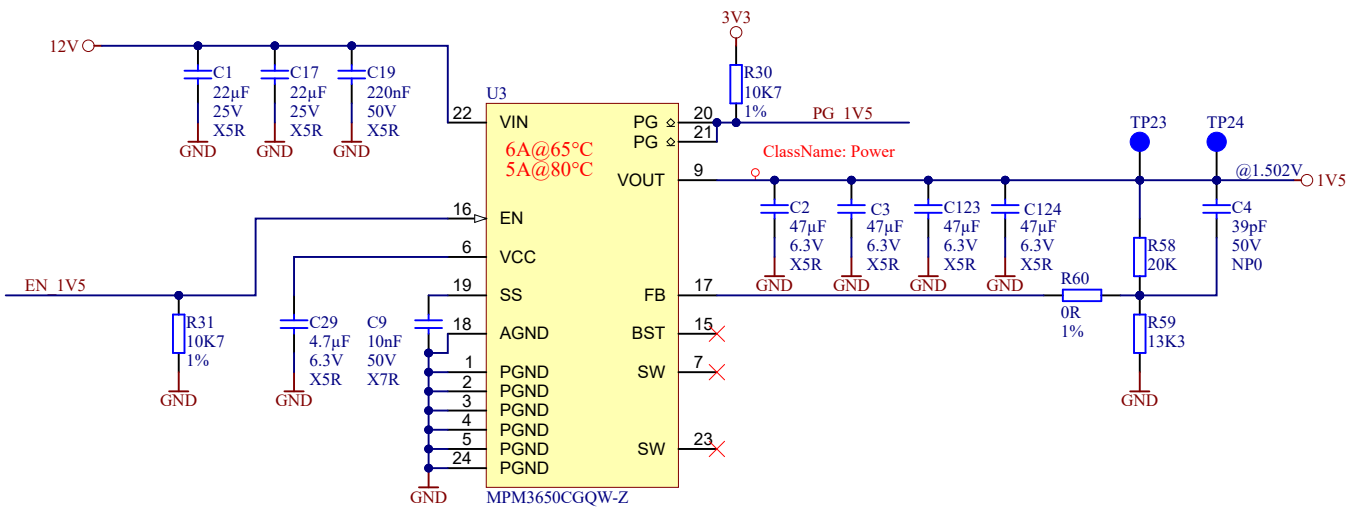 3V3
12V
C1
22µF
25V
X5R
GND
C17
22µF
25V
X5R
GND
C19
220nF
50V
X5R
GND
R30
10K7
1%
U3
22
VIN
6A@65°C
5A@80°C
PG
20
PG
21
PG_1V5
ClassName: Power
TP23
TP24
VOUT
9
@1.502V
1V5
16
EN
6
VCC
EN_1V5
R31
10K7
1%
GND
C29
4.7µF
6.3V
X5R
GND
C9
10nF
50V
X7R
19
SS
18
AGND
1
PGND
2
PGND
3
PGND
4
PGND
5
PGND
24
PGND
GND
MPM3650CGQW-Z
C2
47µF
6.3V
X5R
GND
C3
47µF
6.3V
X5R
GND
C123
47µF
6.3V
X5R
GND
C124
47µF
6.3V
X5R
GND
R58
20K
C4
39pF
50V
NP0
FB
17
R60
0R
1%
R59
13K3
GND
BST
15
SW
7
SW
23